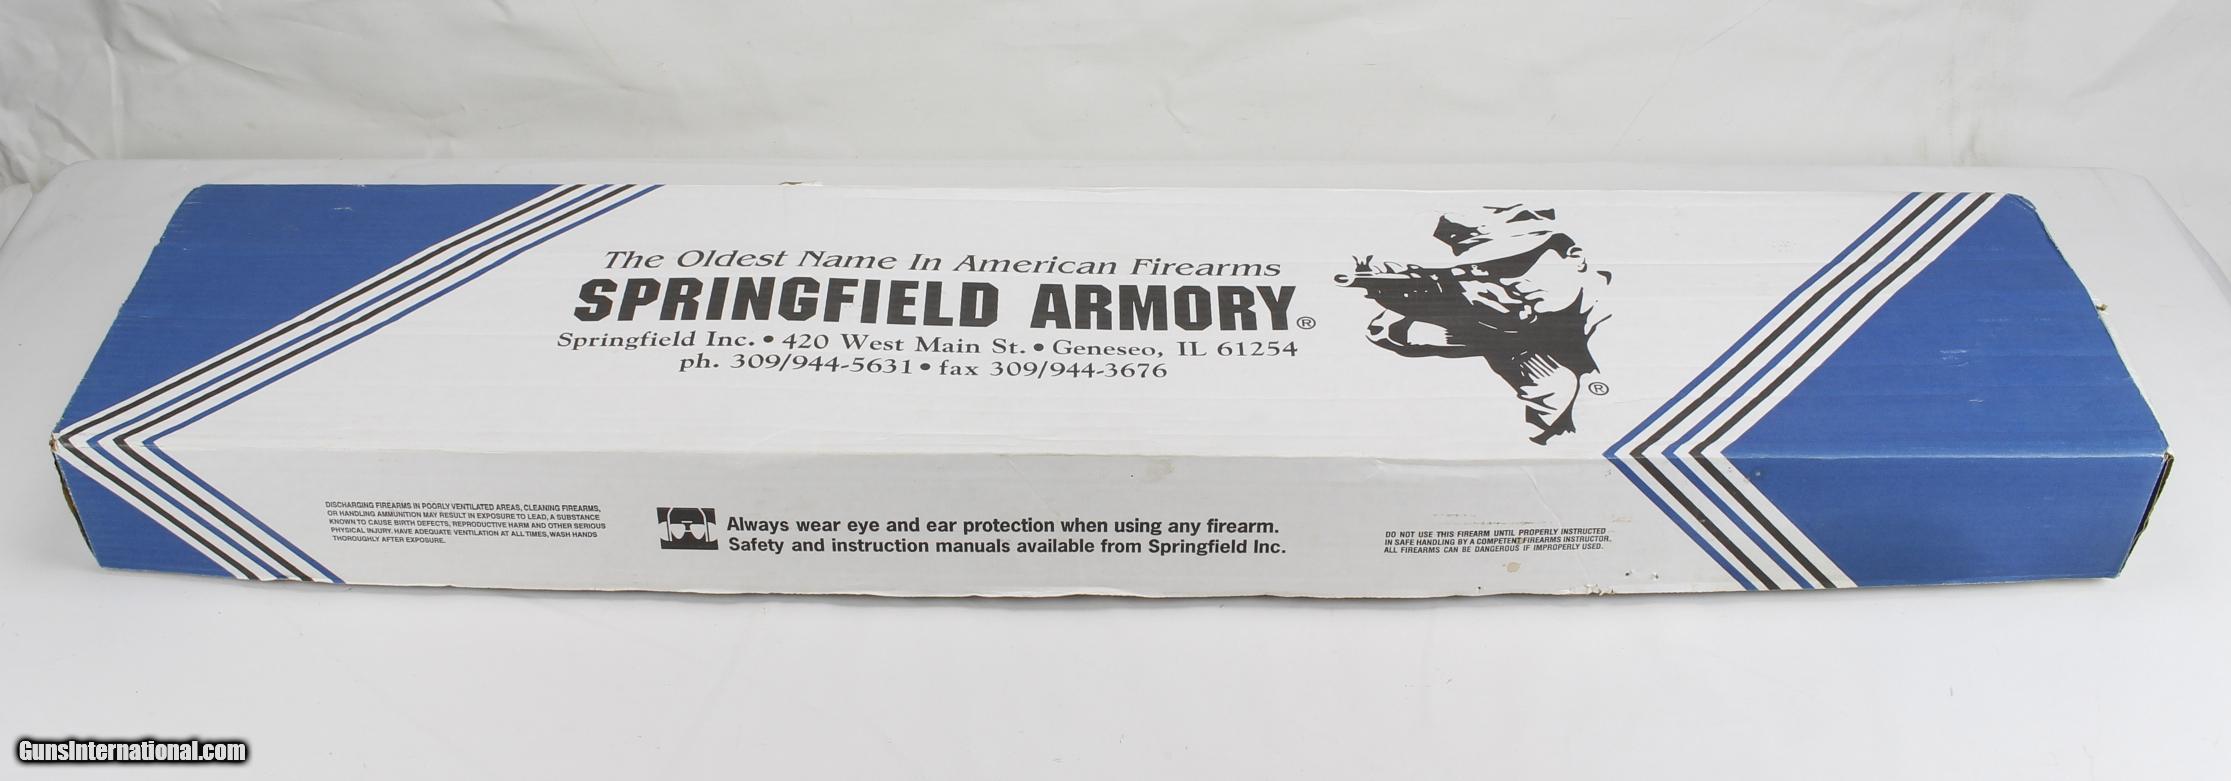 The Oldest Name In American Firearms
SPRINGFIELD ARMORY®
Springfield Inc. • 420 West Main St. • Geneseo, IL 61254
ph. 309/944-5631 • fax 309/944-3676
®
DISCHARGING FIREARMS IN POORLY VENTILATED AREAS, CLEANING FIREARMS,
OR HANDLING AMMUNITION MAY RESULT IN EXPOSURE TO LEAD, A SUBSTANCE
KNOWN TO CAUSE BIRTH DEFECTS, REPRODUCTIVE HARM AND OTHER SERIOUS
PHYSICAL INJURY. HAVE ADEQUATE VENTILATION AT ALL TIMES, WASH HANDS
THOROUGHLY AFTER EXPOSURE.
Always wear eye and ear protection when using any firearm.
Safety and instruction manuals available from Springfield Inc.
DO NOT USE THIS FIREARM UNTIL PROPERLY INSTRUCTED
IN SAFE HANDLING BY A COMPETENT FIREARMS INSTRUCTOR.
ALL FIREARMS CAN BE DANGEROUS IF IMPROPERLY USED.
GunsInternational.com